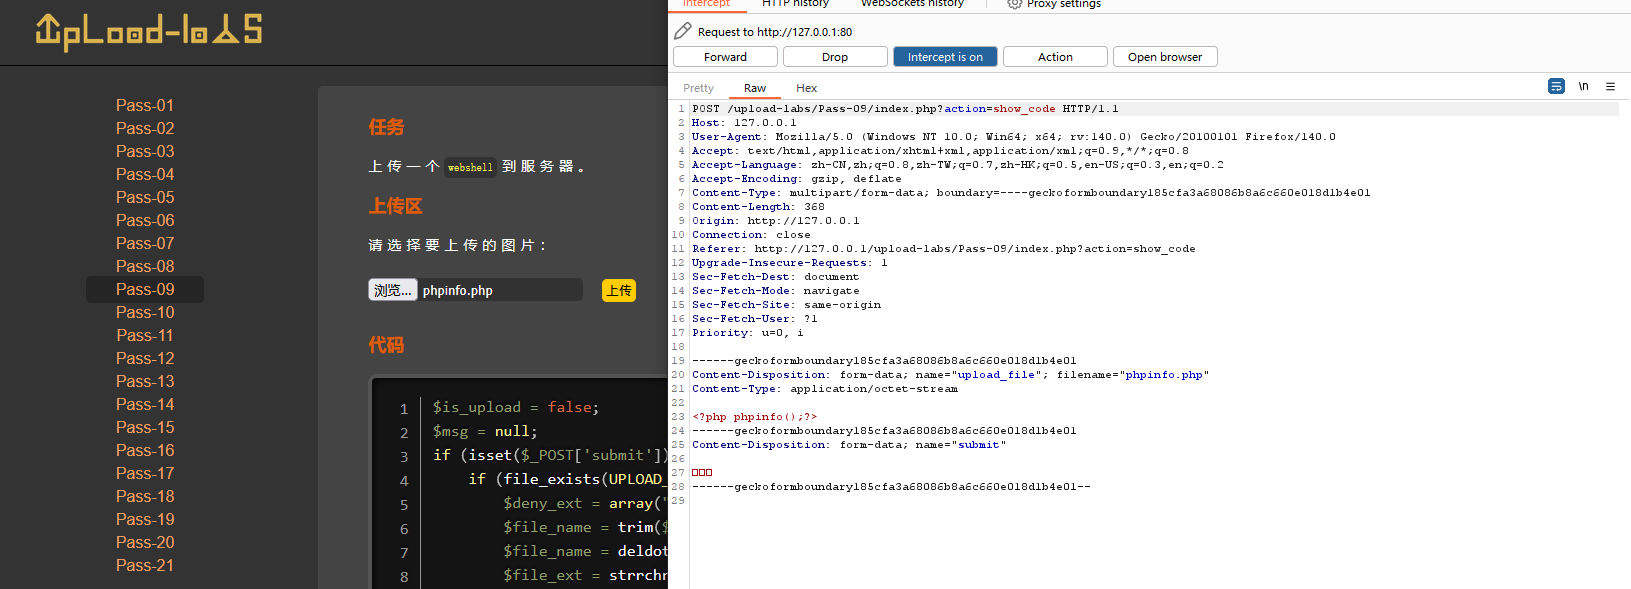 UpLoad-labS
Pass-01
Pass-02
Pass-03
Pass-04
Pass-05
Pass-06
Pass-07
Pass-08
Pass-09
Pass-10
Pass-11
Pass-12
Pass-13
Pass-14
Pass-15
Pass-16
Pass-17
Pass-18
Pass-19
Pass-20
Pass-21
任务
上传一个 webshell 到服务器。
上传区
请选择要上传的图片：
浏览... phpinfo.php 上传
代码
1 $is_upload = false;
2 $msg = null;
3 if (isset($_POST['submit'])
4 if (file_exists(UPLOAD_
5 $deny_ext = array("
6 $file_name = trim($
7 $file_name = deldot
8 $file_ext = strrchr
Intercept HTTP history WebSockets history Proxy settings
Request to http://127.0.0.1:80
Forward Drop Intercept is on Action Open browser
Pretty Raw Hex \n
1 POST /upload-labs/Pass-09/index.php?action=show_code HTTP/1.1
2 Host: 127.0.0.1
3 User-Agent: Mozilla/5.0 (Windows NT 10.0; Win64; x64; rv:140.0) Gecko/20100101 Firefox/140.0
4 Accept: text/html,application/xhtml+xml,application/xml;q=0.9,*/*;q=0.8
5 Accept-Language: zh-CN,zh;q=0.8,zh-TW;q=0.7,zh-HK;q=0.5,en-US;q=0.3,en;q=0.2
6 Accept-Encoding: gzip, deflate
7 Content-Type: multipart/form-data; boundary=----geckoformboundary185cfa3a68086b8a6c660e018d1b4e01
8 Content-Length: 368
9 Origin: http://127.0.0.1
10 Connection: close
11 Referer: http://127.0.0.1/upload-labs/Pass-09/index.php?action=show_code
12 Upgrade-Insecure-Requests: 1
13 Sec-Fetch-Dest: document
14 Sec-Fetch-Mode: navigate
15 Sec-Fetch-Site: same-origin
16 Sec-Fetch-User: ?1
17 Priority: u=0, i
18
19 ------geckoformboundary185cfa3a68086b8a6c660e018d1b4e01
20 Content-Disposition: form-data; name="upload_file"; filename="phpinfo.php"
21 Content-Type: application/octet-stream
22
23 <?php phpinfo();?>
24 ------geckoformboundary185cfa3a68086b8a6c660e018d1b4e01
25 Content-Disposition: form-data; name="submit"
26
27 □□□
28 ------geckoformboundary185cfa3a68086b8a6c660e018d1b4e01--
29